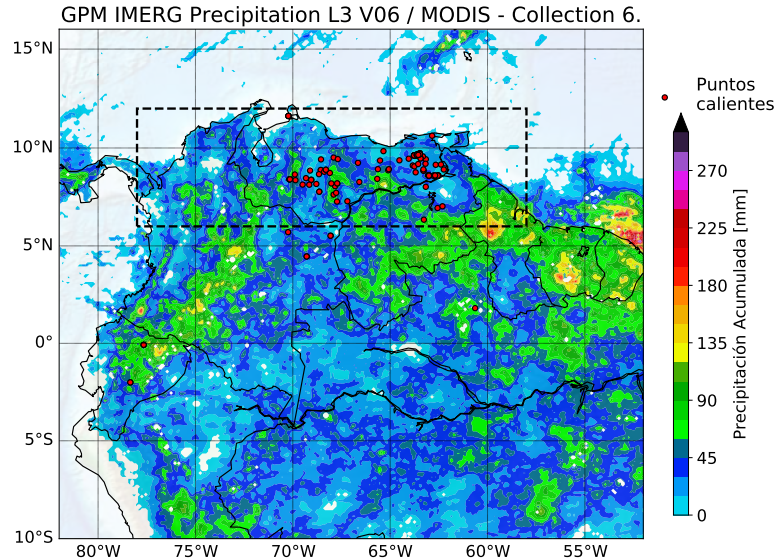 GPM IMERG Precipitation L3 V06 / MODIS - Collection 6.
15°N
10°N
5°N
0°
5°S
10°S
80°W
75°W
70°W
65°W
60°W
55°W
Puntos
calientes
270
225
180
135
90
45
0
Precipitación Acumulada [mm]